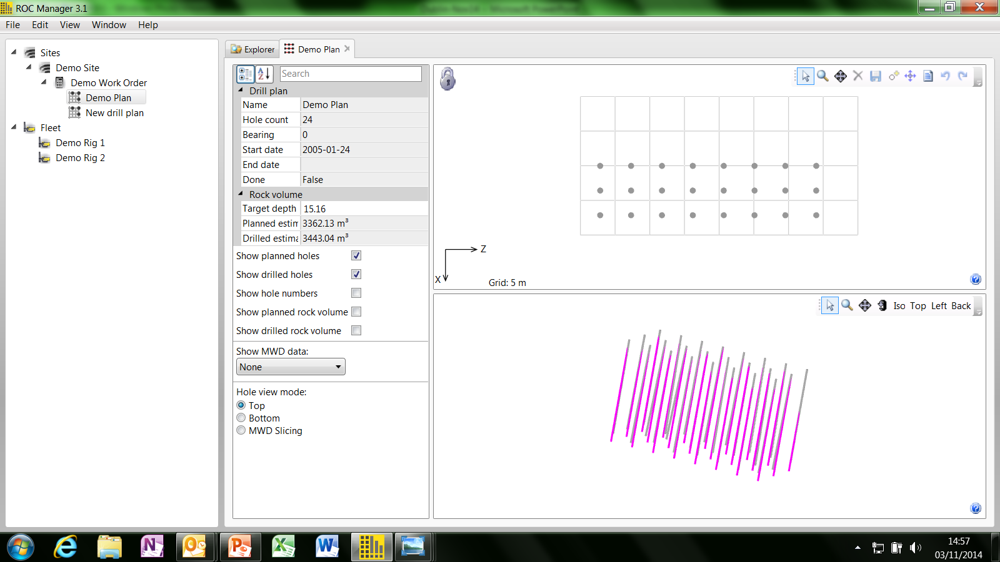 ROC Manager 3.1
File Edit View Window Help
Sites
Demo Site
Demo Work Order
Demo Plan
New drill plan
Fleet
Demo Rig 1
Demo Rig 2
Explorer Demo Plan
Search
Drill plan
Name Demo Plan
Hole count 24
Bearing 0
Start date 2005-01-24
End date
Done False
Rock volume
Target depth 15.16
Planned estim 3362.13 m³
Drilled estima 3443.04 m³
Show planned holes
Show drilled holes
Show hole numbers
Show planned rock volume
Show drilled rock volume
Show MWD data:
None
Hole view mode:
Top
Bottom
MWD Slicing
Z
X
Grid: 5 m
Iso Top Left Back
14:57
03/11/2014